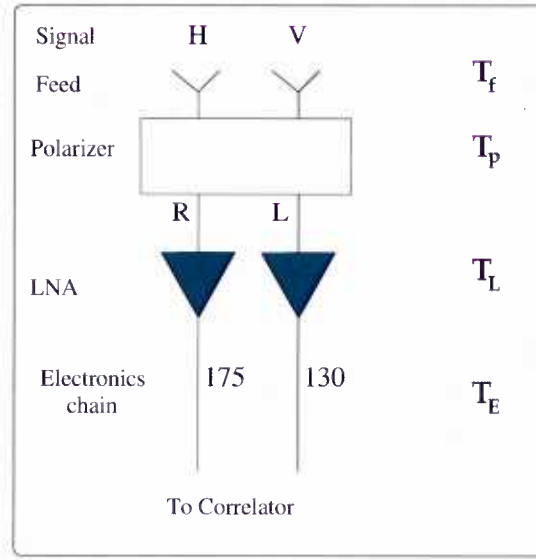 Signal H V
Feed T_f
Polarizer T_p
R L
LNA T_L
Electronics chain 175 130 T_E
To Correlator